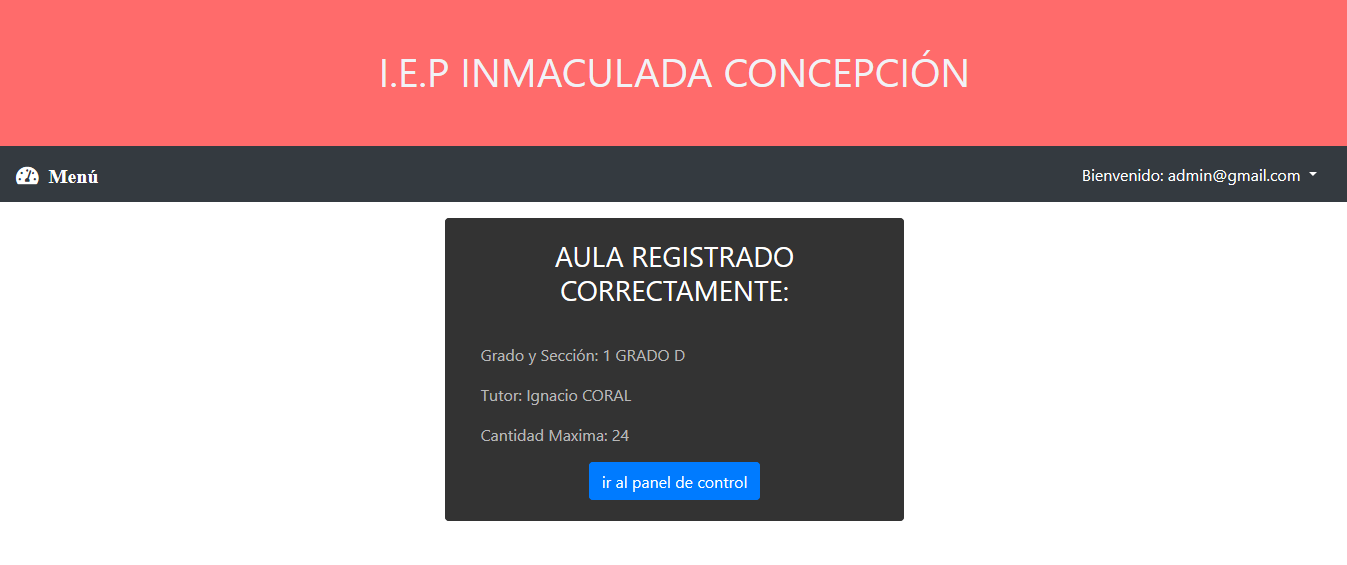 I.E.P INMACULADA CONCEPCIÓN
Menú
Bienvenido: admin@gmail.com
AULA REGISTRADO
CORRECTAMENTE:
Grado y Sección: 1 GRADO D
Tutor: Ignacio CORAL
Cantidad Maxima: 24
ir al panel de control